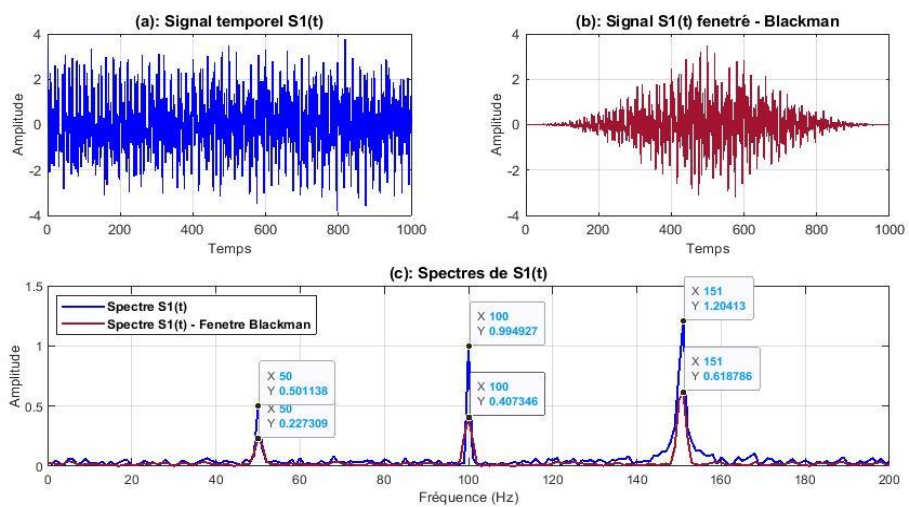 (a): Signal temporel S1(t)
4
2
0
-2
-4
Amplitude
0
200
400
600
800
1000
Temps
(b): Signal S1(t) fenetré - Blackman
4
2
0
-2
-4
Amplitude
0
200
400
600
800
1000
Temps
(c): Spectres de S1(t)
1.5
1
0.5
0
Amplitude
Spectre S1(t)
Spectre S1(t) - Fenetre Blackman
X 50
Y 0.501138
X 50
Y 0.227309
X 100
Y 0.994927
X 100
Y 0.407346
X 151
Y 1.20413
X 151
Y 0.618786
0
20
40
60
80
100
120
140
160
180
200
Fréquence (Hz)